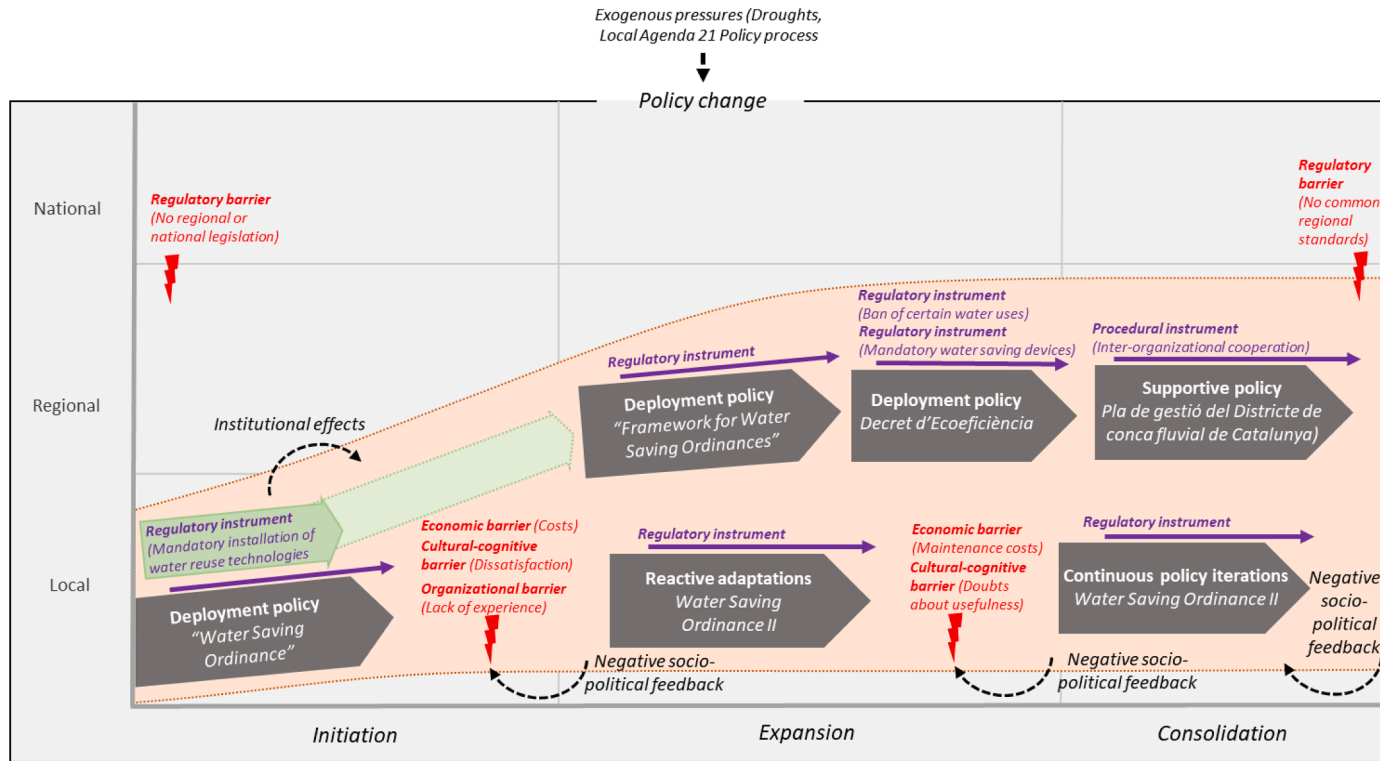 Exogenous pressures (Droughts,
Local Agenda 21 Policy process
Policy change
National
Regulatory barrier
(No regional or
national legislation)
Regulatory
barrier
(No common
regional
standards)
Regional
Institutional effects
Regulatory instrument
Deployment policy
“Framework for Water
Saving Ordinances”
Regulatory instrument
(Ban of certain water uses)
Regulatory instrument
(Mandatory water saving devices)
Deployment policy
Decret d’Ecoeficiència
Procedural instrument
(Inter-organizational cooperation)
Supportive policy
Pla de gestió del Districte de
conca fluvial de Catalunya)
Local
Regulatory instrument
(Mandatory installation of
water reuse technologies
Deployment policy
“Water Saving
Ordinance”
Economic barrier (Costs)
Cultural-cognitive
barrier (Dissatisfaction)
Organizational barrier
(Lack of experience)
Negative socio-
political feedback
Regulatory instrument
Reactive adaptations
Water Saving
Ordinance II
Economic barrier
(Maintenance costs)
Cultural-cognitive
barrier (Doubts
about usefulness)
Negative socio-
political feedback
Regulatory instrument
Continuous policy iterations
Water Saving Ordinance II
Negative
socio-
political
feedback
Initiation
Expansion
Consolidation